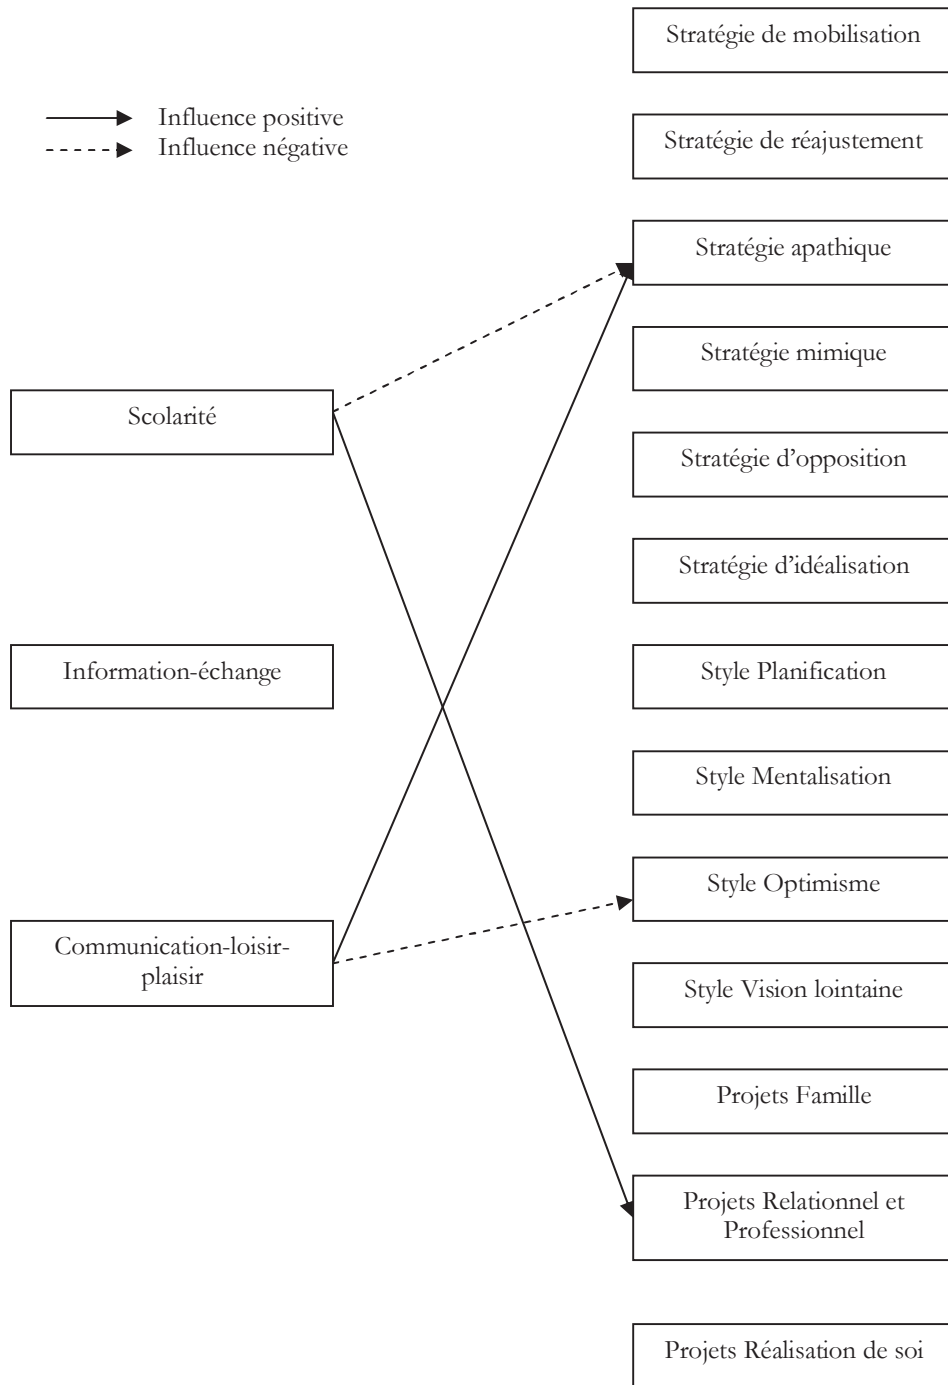 Stratégie de mobilisation
Influence positive
Influence négative
Stratégie de réajustement
Stratégie apathique
Stratégie mimique
Scolarité
Stratégie d'opposition
Stratégie d'idéalisation
Information-échange
Style Planification
Style Mentalisation
Style Optimisme
Communication-loisir-
plaisir
Style Vision lointaine
Projets Famille
Projets Relationnel et
Professionnel
Projets Réalisation de soi